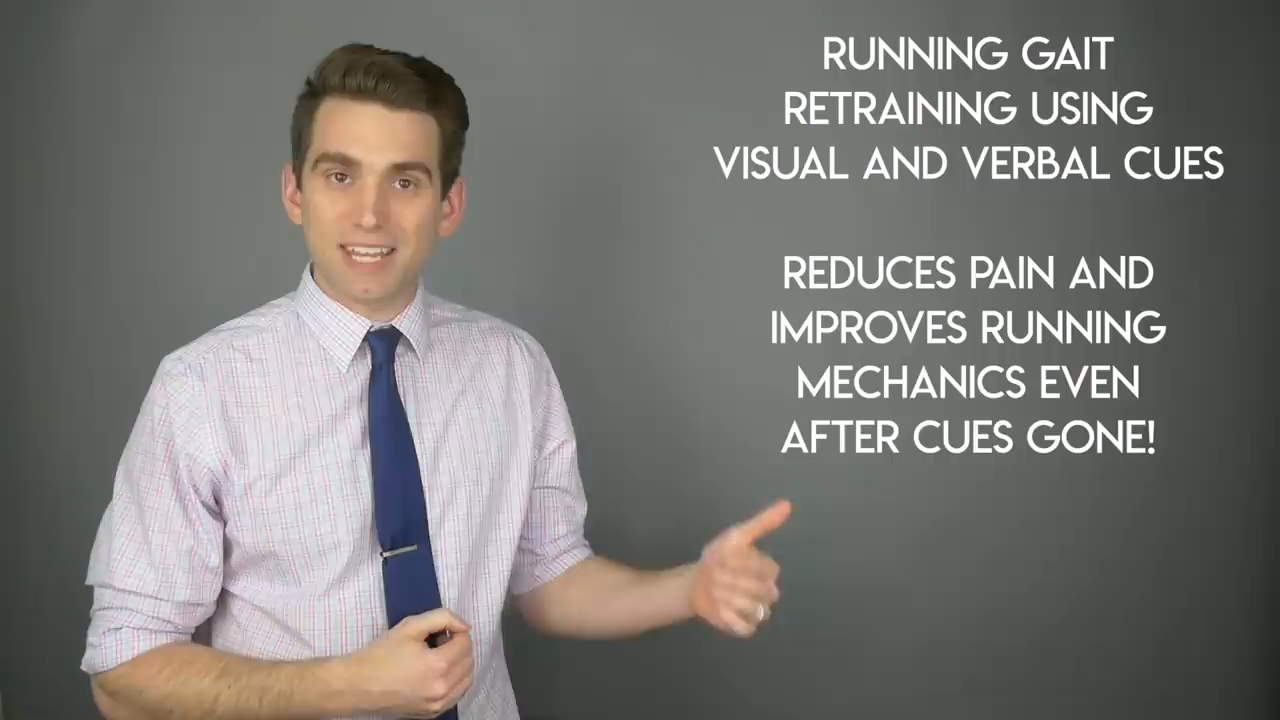 RUNNING GAIT
RETRAINING USING
VISUAL AND VERBAL CUES
REDUCES PAIN AND
IMPROVES RUNNING
MECHANICS EVEN
AFTER CUES GONE!